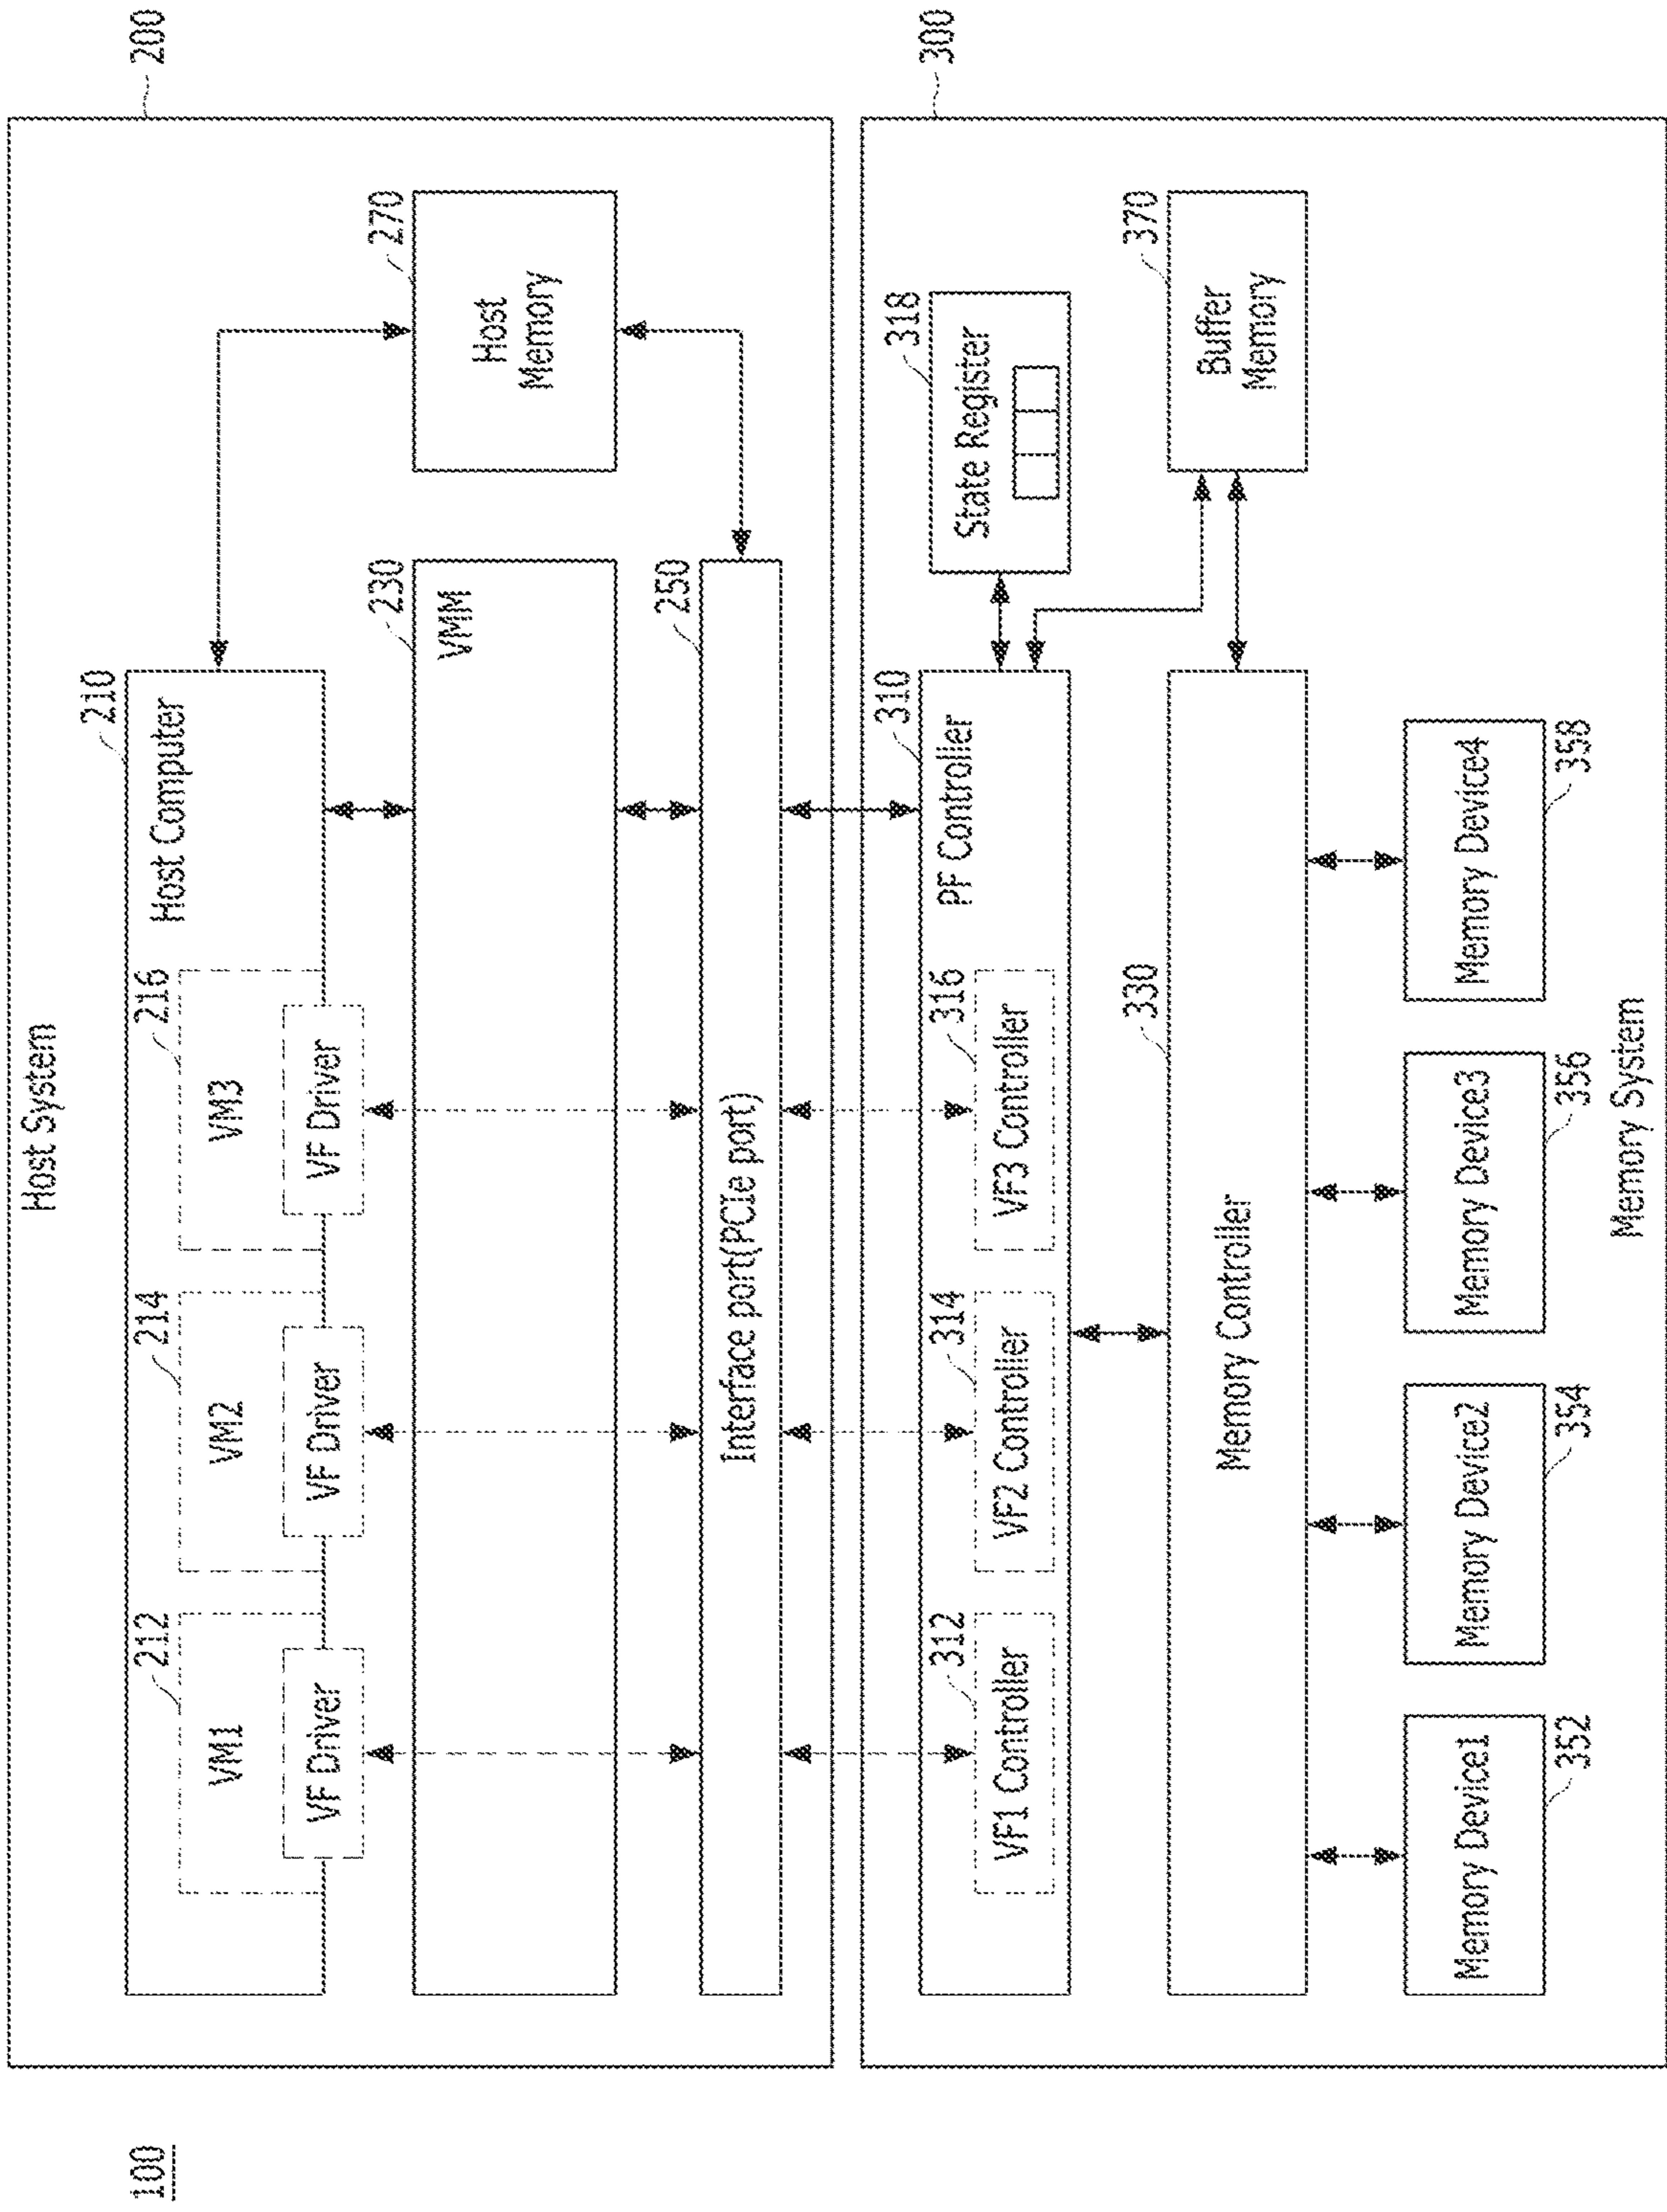 100
Host System
200
210
Host Computer
212
VM1
VF Driver
214
VM2
VF Driver
216
VM3
VF Driver
230
VMM
270
Host
Memory
250
Interface port(PCIe port)
300
310
PF Controller
312
VF1 Controller
314
VF2 Controller
316
VF3 Controller
318
State Register
330
Memory Controller
370
Buffer
Memory
Memory Device1
352
Memory Device2
354
Memory Device3
356
Memory Device4
358
Memory System